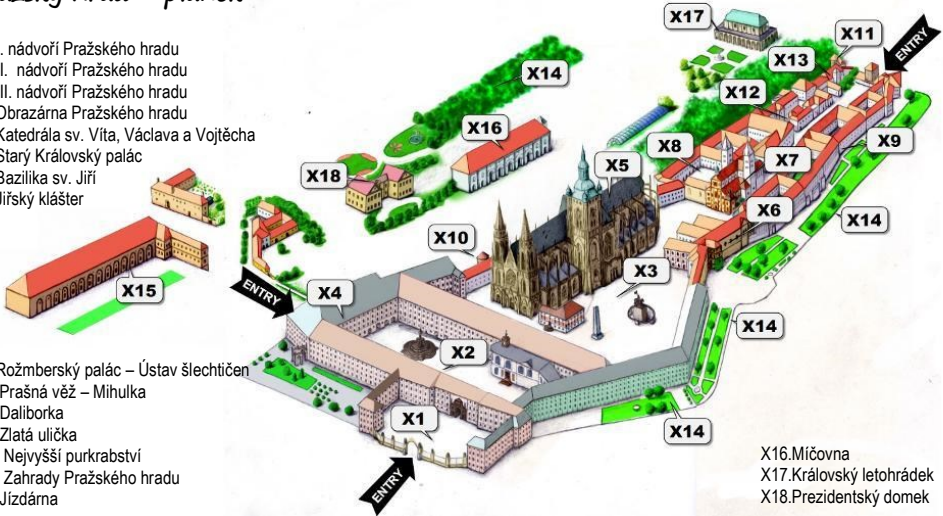 hrad – plánek
I. nádvoří Pražského hradu
I. nádvoří Pražského hradu
II. nádvoří Pražského hradu
Obrazárna Pražského hradu
Katedrála sv. Víta, Václava a Vojtěcha
Starý Královský palác
Bazilika sv. Jiří
Jiřský klášter
X17
X11
ENTRY
X13
X14
X12
X16
X9
X8
X7
X5
X18
X6
X14
X10
X3
X15
ENTRY
X4
X14
X2
X1
X14
ENTRY
Rožmberský palác – Ústav šlechtičen
Prašná věž – Mihulka
Daliborka
Zlatá ulička
Nejvyšší purkrabství
Zahrady Pražského hradu
Jízdárna
X16.Míčovna
X17.Královský letohrádek
X18.Prezidentský domek